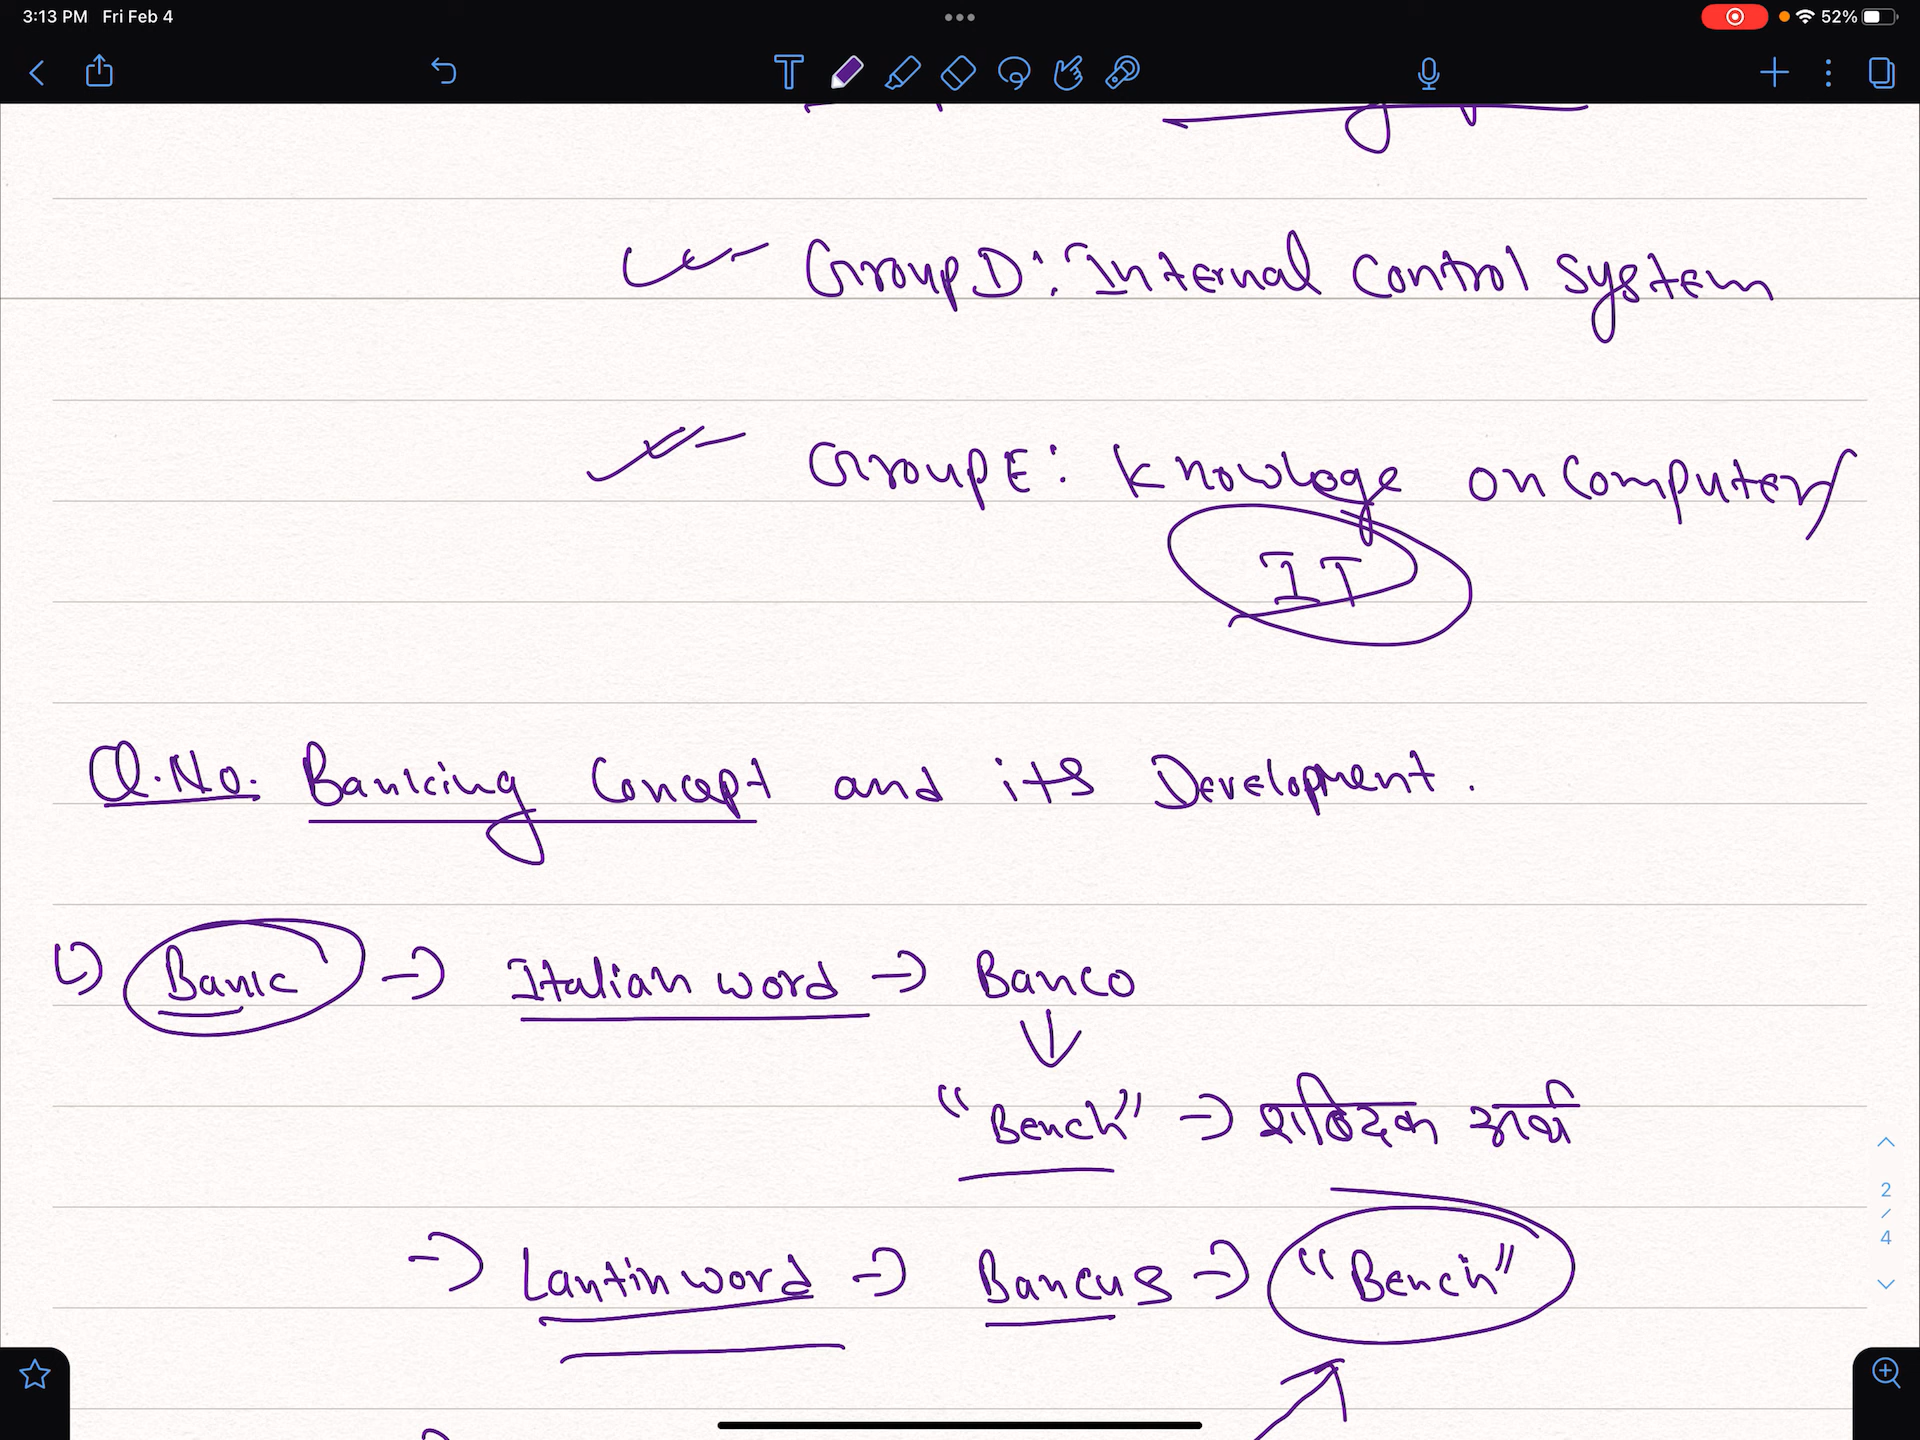 3:13 PM Fri Feb 4
52%
Group D: Internal control system
Group E: Knowloge on Computer
IT
Q.No. Banking Concept and its Development.
1) Bank → Italian word → Banco
↓
"Bench" → शाब्दिक अर्थ
→ Lantin word → Bancus → "Bench"
2
/
4